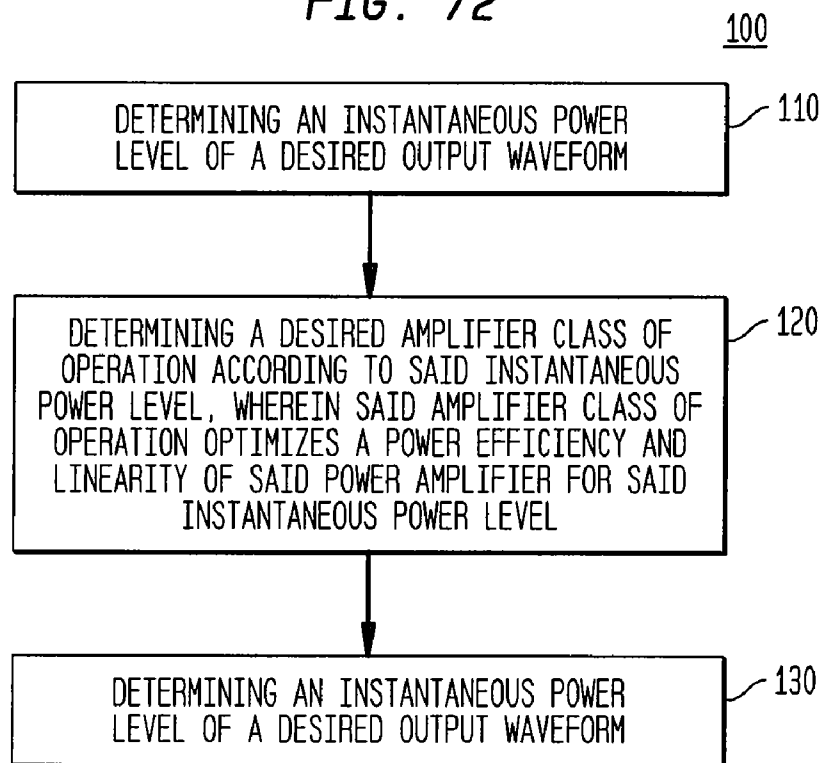 FIG. 72
100
DETERMINING AN INSTANTANEOUS POWER
LEVEL OF A DESIRED OUTPUT WAVEFORM
110
DETERMINING A DESIRED AMPLIFIER CLASS OF
OPERATION ACCORDING TO SAID INSTANTANEOUS
POWER LEVEL, WHEREIN SAID AMPLIFIER CLASS OF
OPERATION OPTIMIZES A POWER EFFICIENCY AND
LINEARITY OF SAID POWER AMPLIFIER FOR SAID
INSTANTANEOUS POWER LEVEL
120
DETERMINING AN INSTANTANEOUS POWER
LEVEL OF A DESIRED OUTPUT WAVEFORM
130